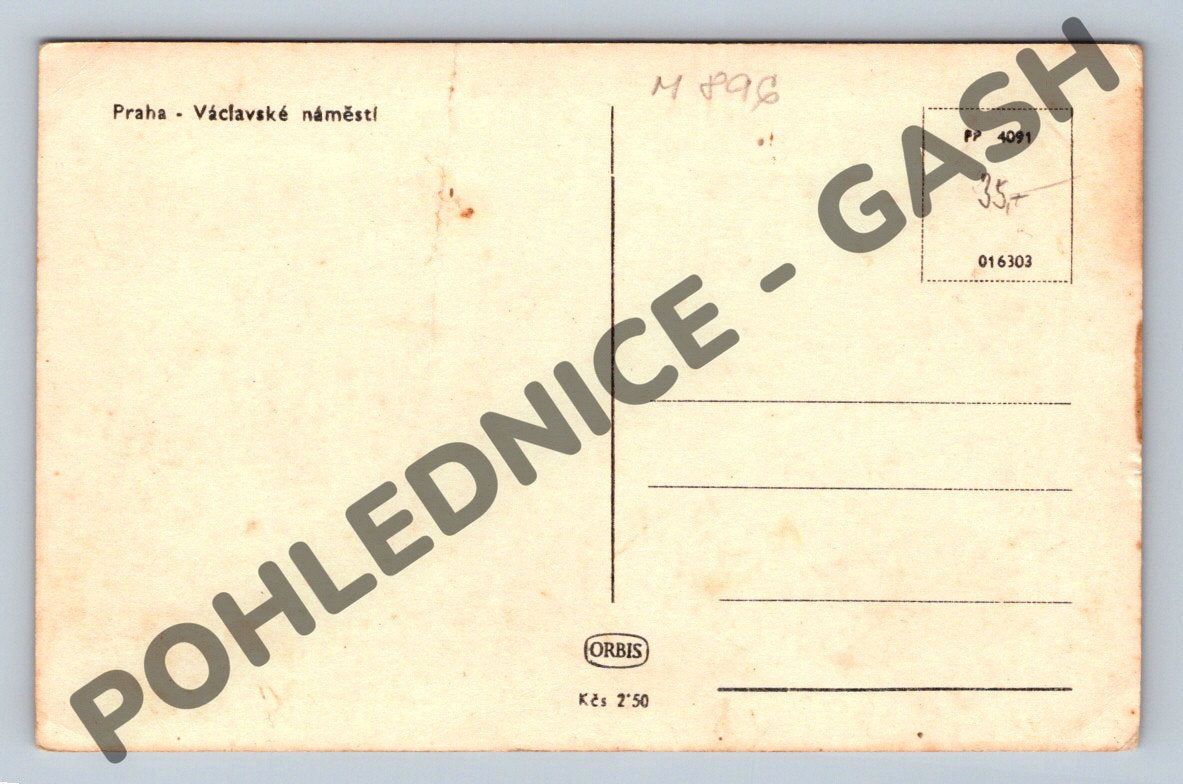 Praha - Václavské náměstí
M 896
FP 4091
35,-
016303
POHLEDNICE - GASH
ORBIS
Kčs 2·50